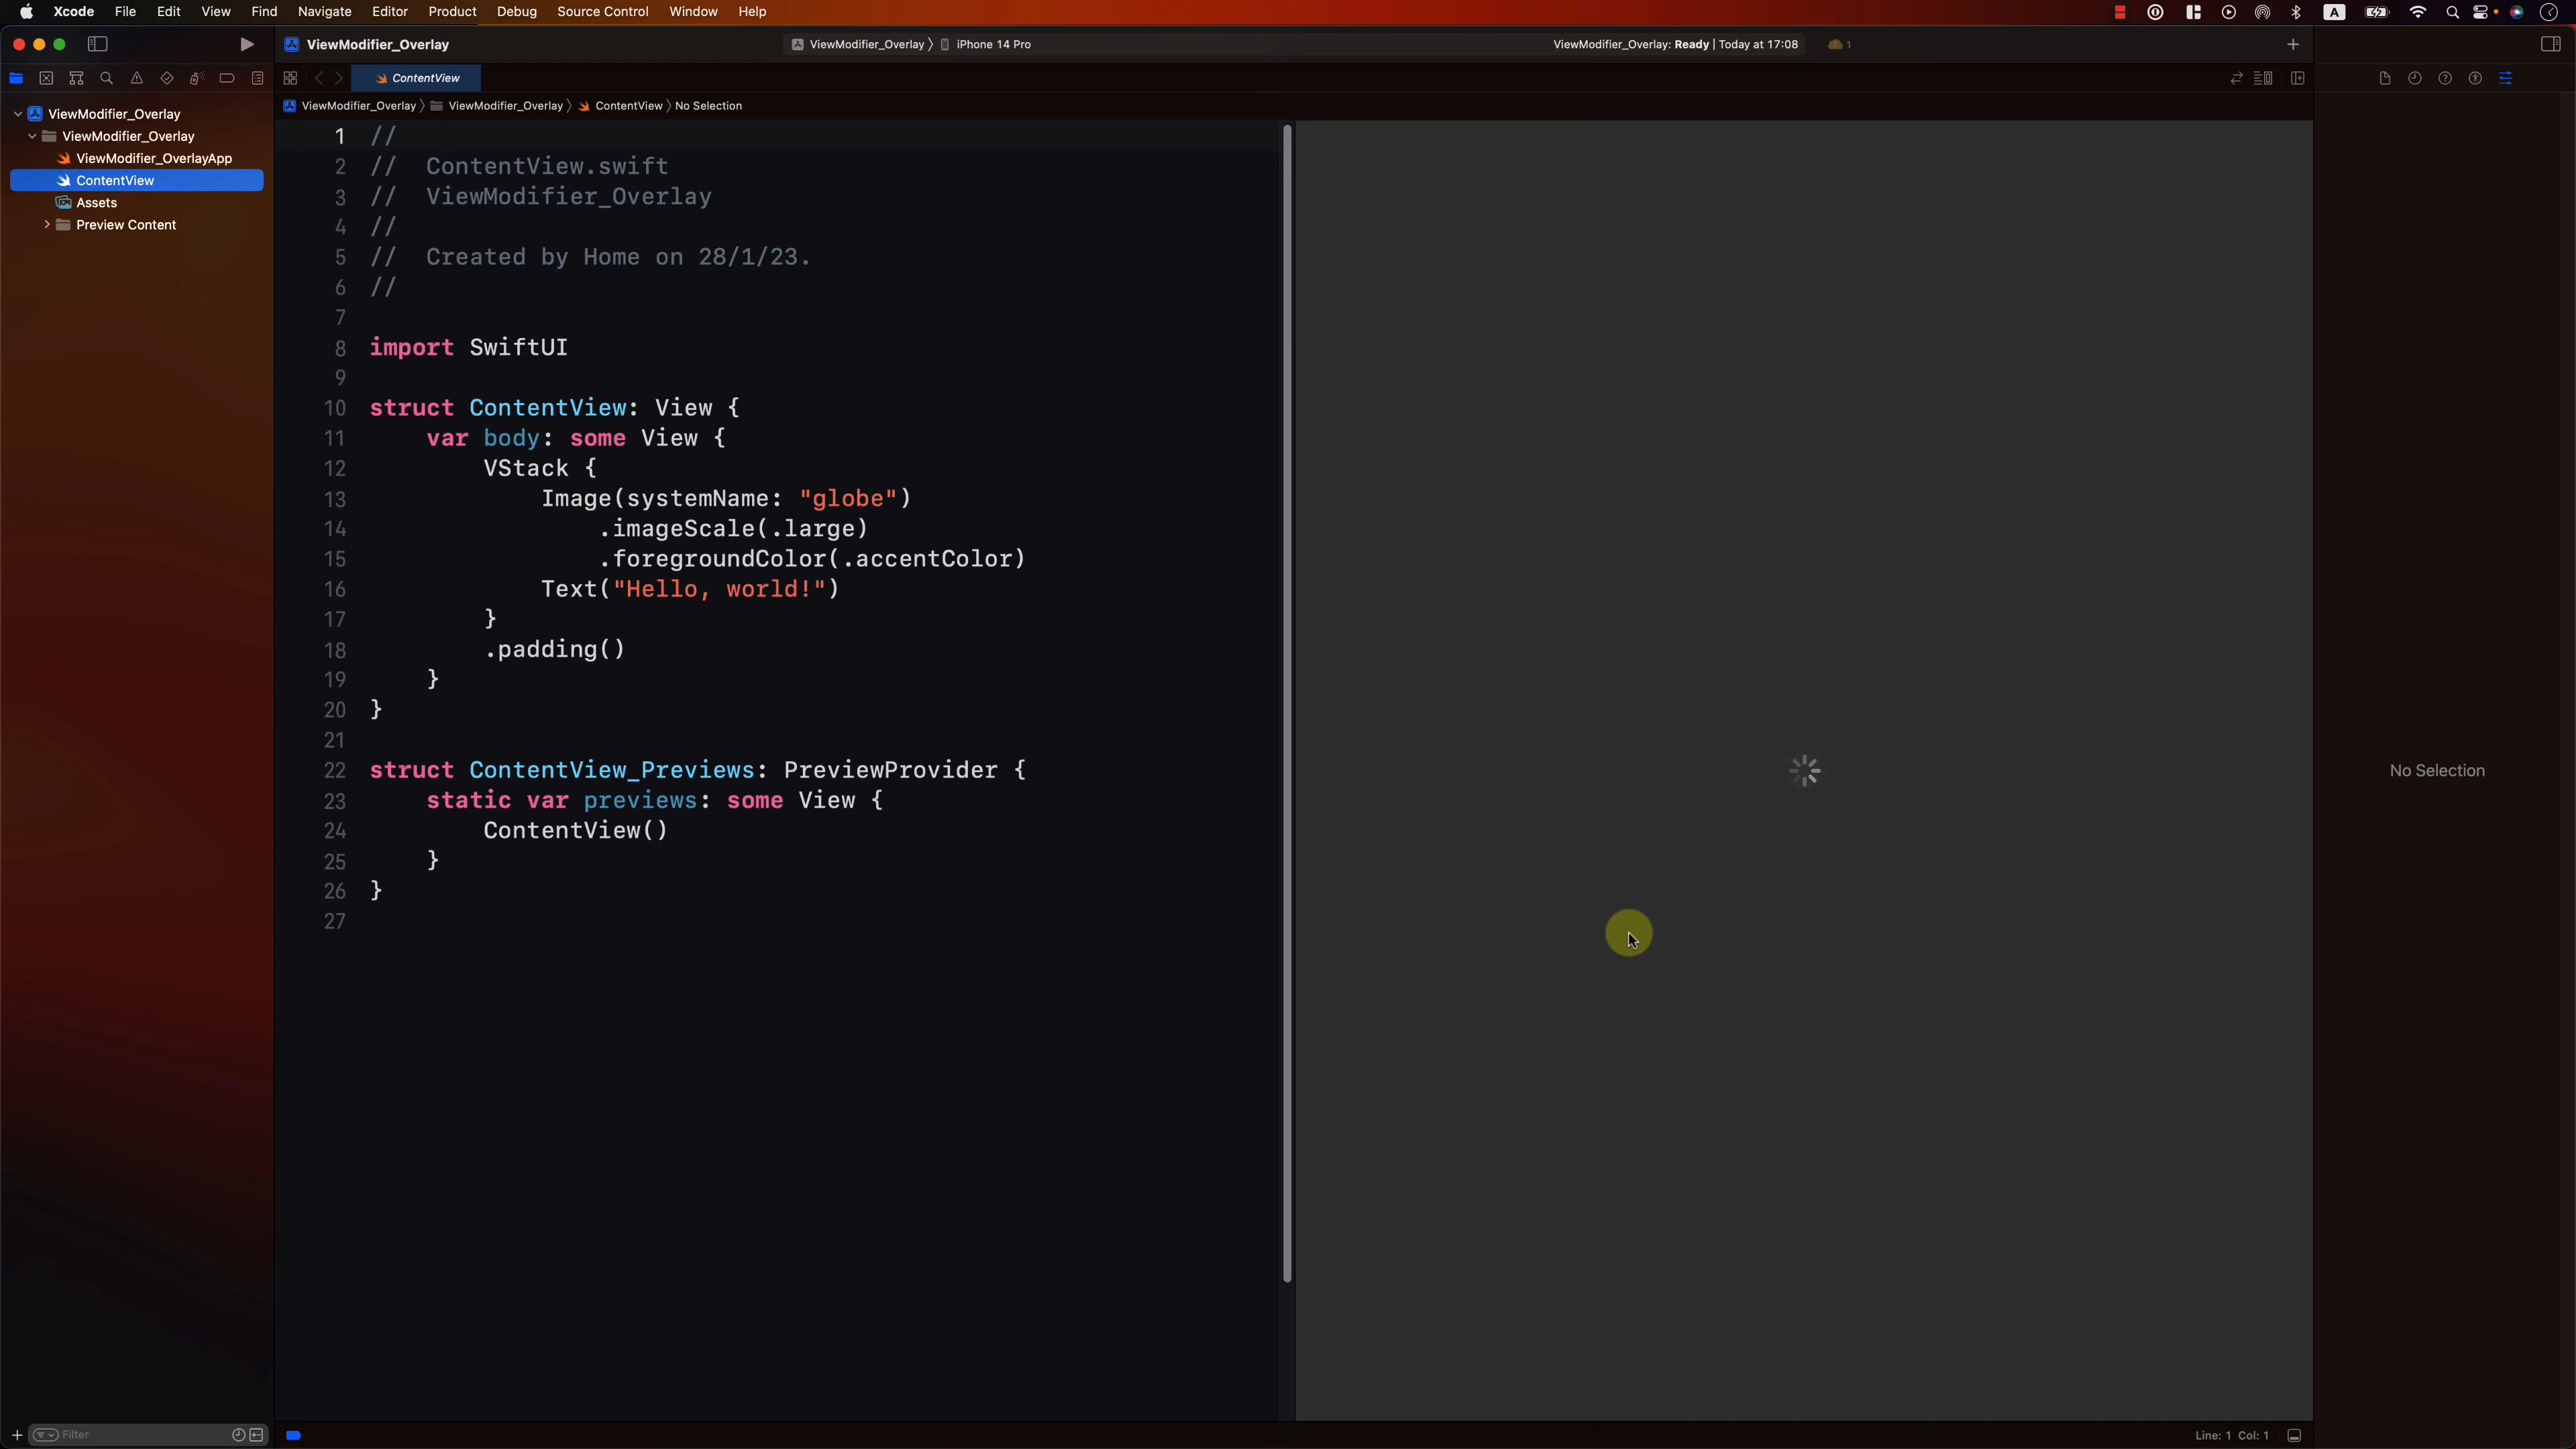 Xcode File Edit View Find Navigate Editor Product Debug Source Control Window Help
A
ViewModifier_Overlay
ViewModifier_Overlay 〉 iPhone 14 Pro
ViewModifier_Overlay: Ready | Today at 17:08
1
ContentView
ViewModifier_Overlay 〉 ViewModifier_Overlay 〉 ContentView 〉 No Selection
ViewModifier_Overlay
ViewModifier_Overlay
ViewModifier_OverlayApp
ContentView
Assets
Preview Content
1 //
2 //  ContentView.swift
3 //  ViewModifier_Overlay
4 //
5 //  Created by Home on 28/1/23.
6 //
7
8 import SwiftUI
9
10 struct ContentView: View {
11     var body: some View {
12         VStack {
13             Image(systemName: "globe")
14                 .imageScale(.large)
15                 .foregroundColor(.accentColor)
16             Text("Hello, world!")
17         }
18         .padding()
19     }
20 }
21
22 struct ContentView_Previews: PreviewProvider {
23     static var previews: some View {
24         ContentView()
25     }
26 }
27
No Selection
Filter
Line: 1 Col: 1